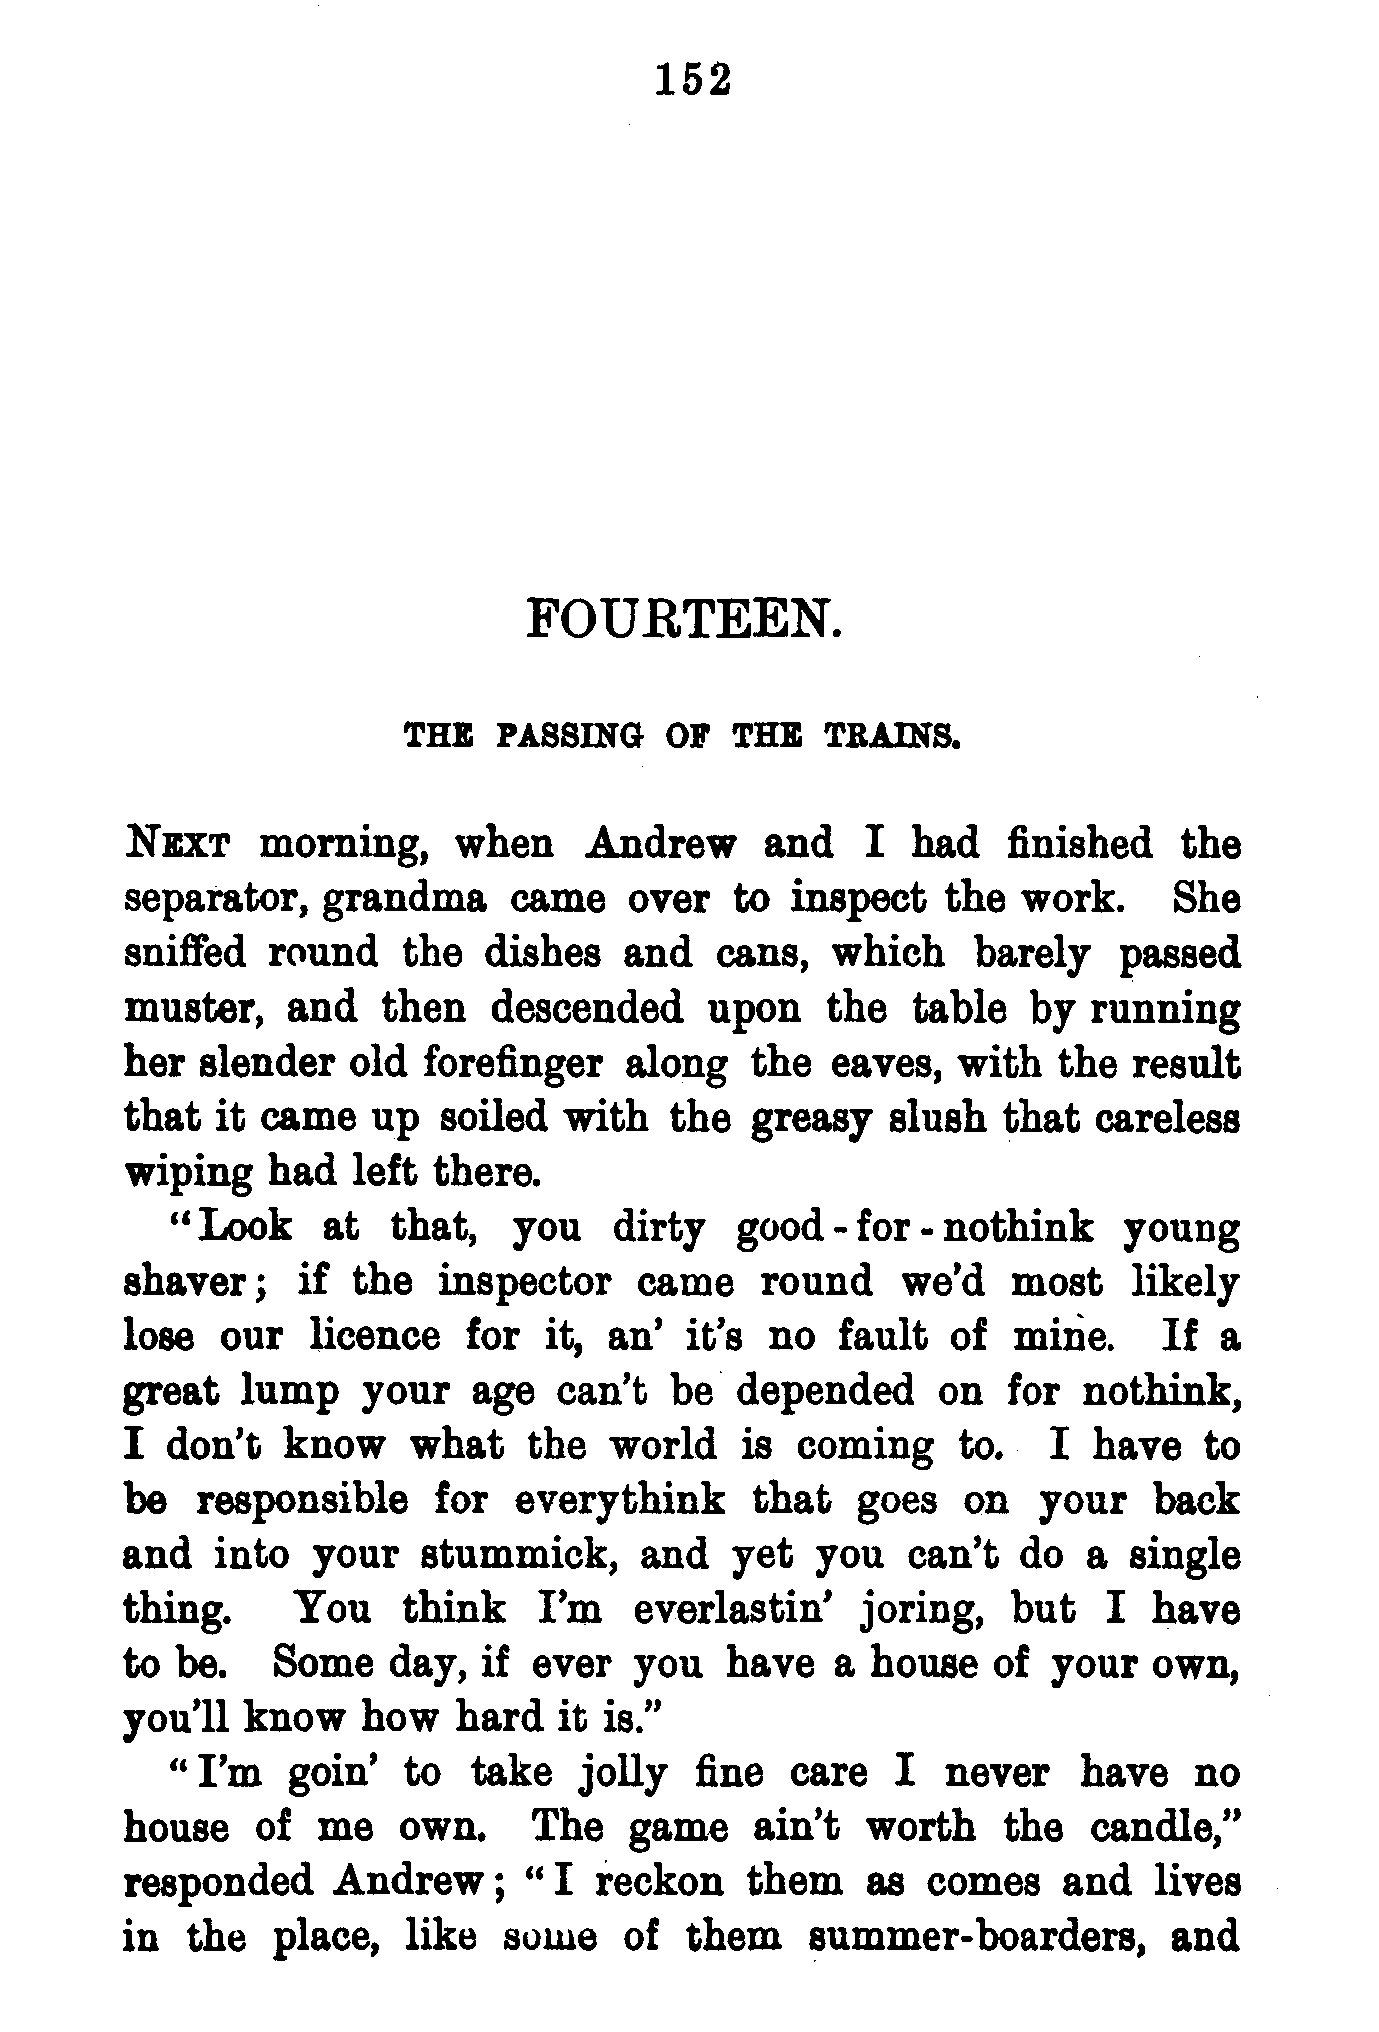 152
FOURTEEN.
THE PASSING OF THE TRAINS.
NEXT morning, when Andrew and I had finished the
separator, grandma came over to inspect the work. She
sniffed round the dishes and cans, which barely passed
muster, and then descended upon the table by running
her slender old forefinger along the eaves, with the result
that it came up soiled with the greasy slush that careless
wiping had left there.
"Look at that, you dirty good-for-nothink young
shaver; if the inspector came round we'd most likely
lose our licence for it, an' it's no fault of mine. If a
great lump your age can't be depended on for nothink,
I don't know what the world is coming to. I have to
be responsible for everythink that goes on your back
and into your stummick, and yet you can't do a single
thing. You think I'm everlastin' joring, but I have
to be. Some day, if ever you have a house of your own,
you'll know how hard it is."
"I'm goin' to take jolly fine care I never have no
house of me own. The game ain't worth the candle,"
responded Andrew; "I reckon them as comes and lives
in the place, like some of them summer-boarders, and